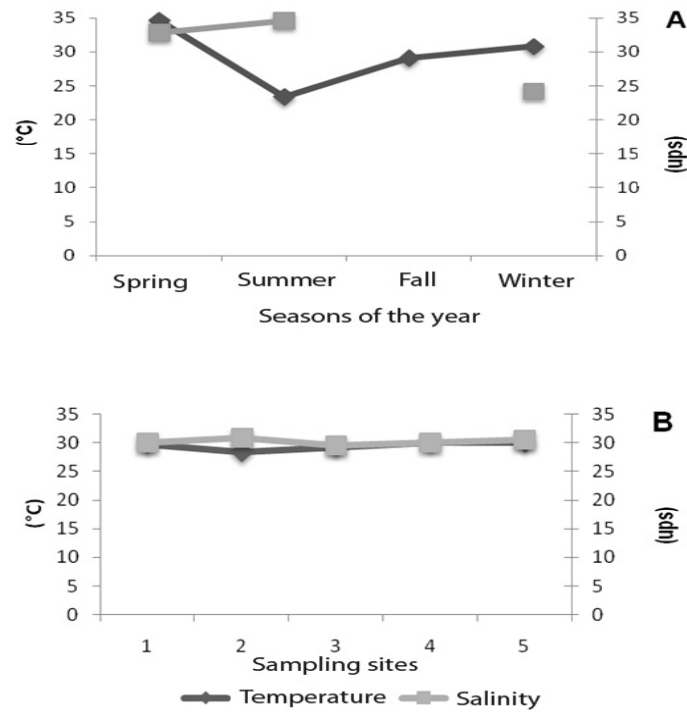 35 35 A
30 30
25 25
20 20
15 15
10 10
5 5
0 0
(°C)
(ups)
Spring Summer Fall Winter
Seasons of the year
35 35 B
30 30
25 25
20 20
15 15
10 10
5 5
0 0
(°C)
(ups)
1 2 3 4 5
Sampling sites
Temperature Salinity